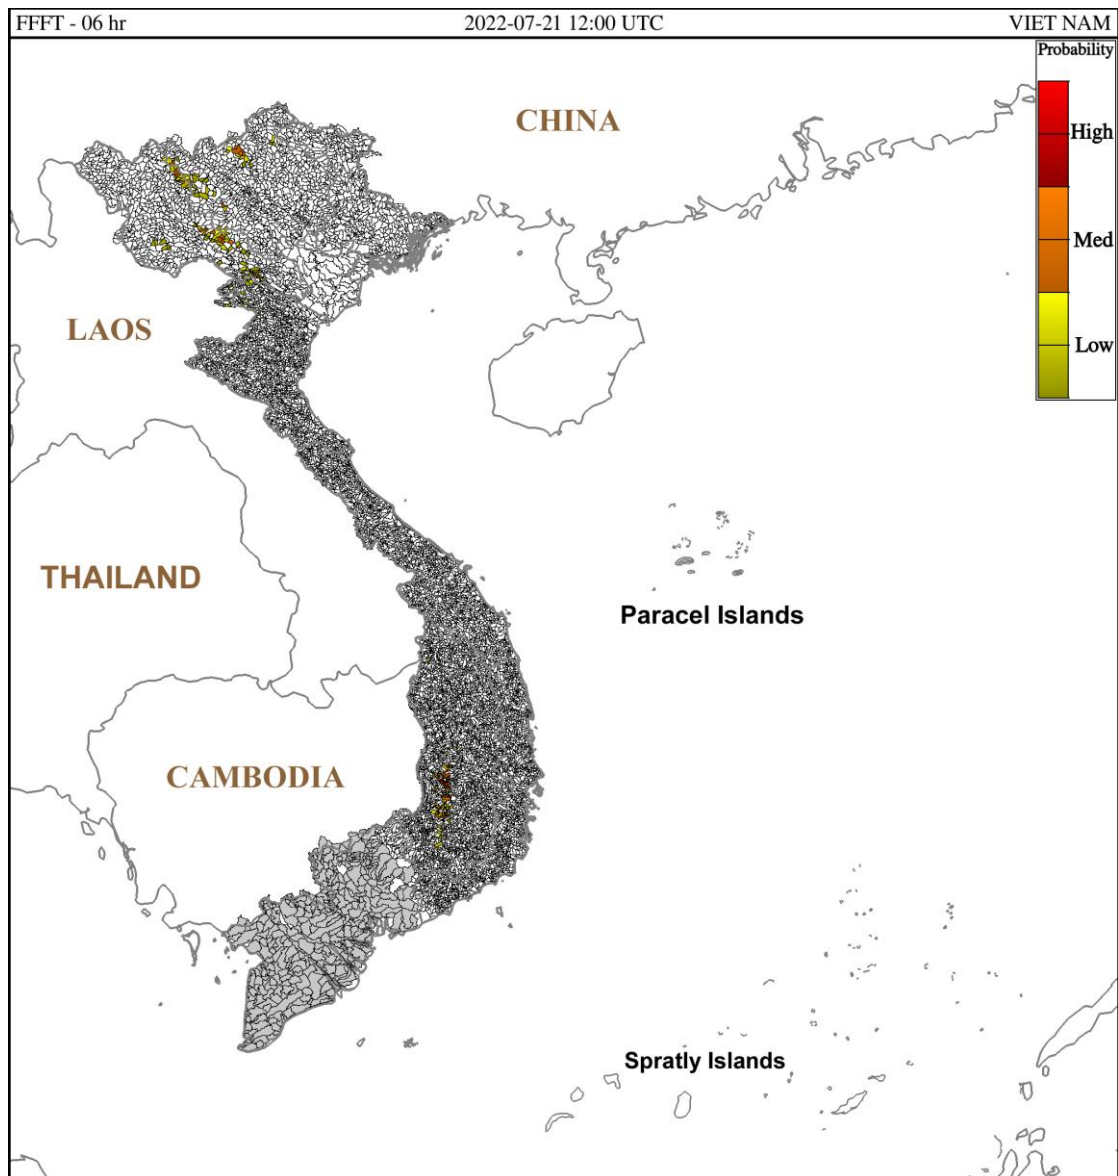 FFFT - 06 hr 2022-07-21 12:00 UTC VIET NAM
Probability
CHINA
High
Med
LAOS
Low
THAILAND
Paracel Islands
CAMBODIA
Spratly Islands